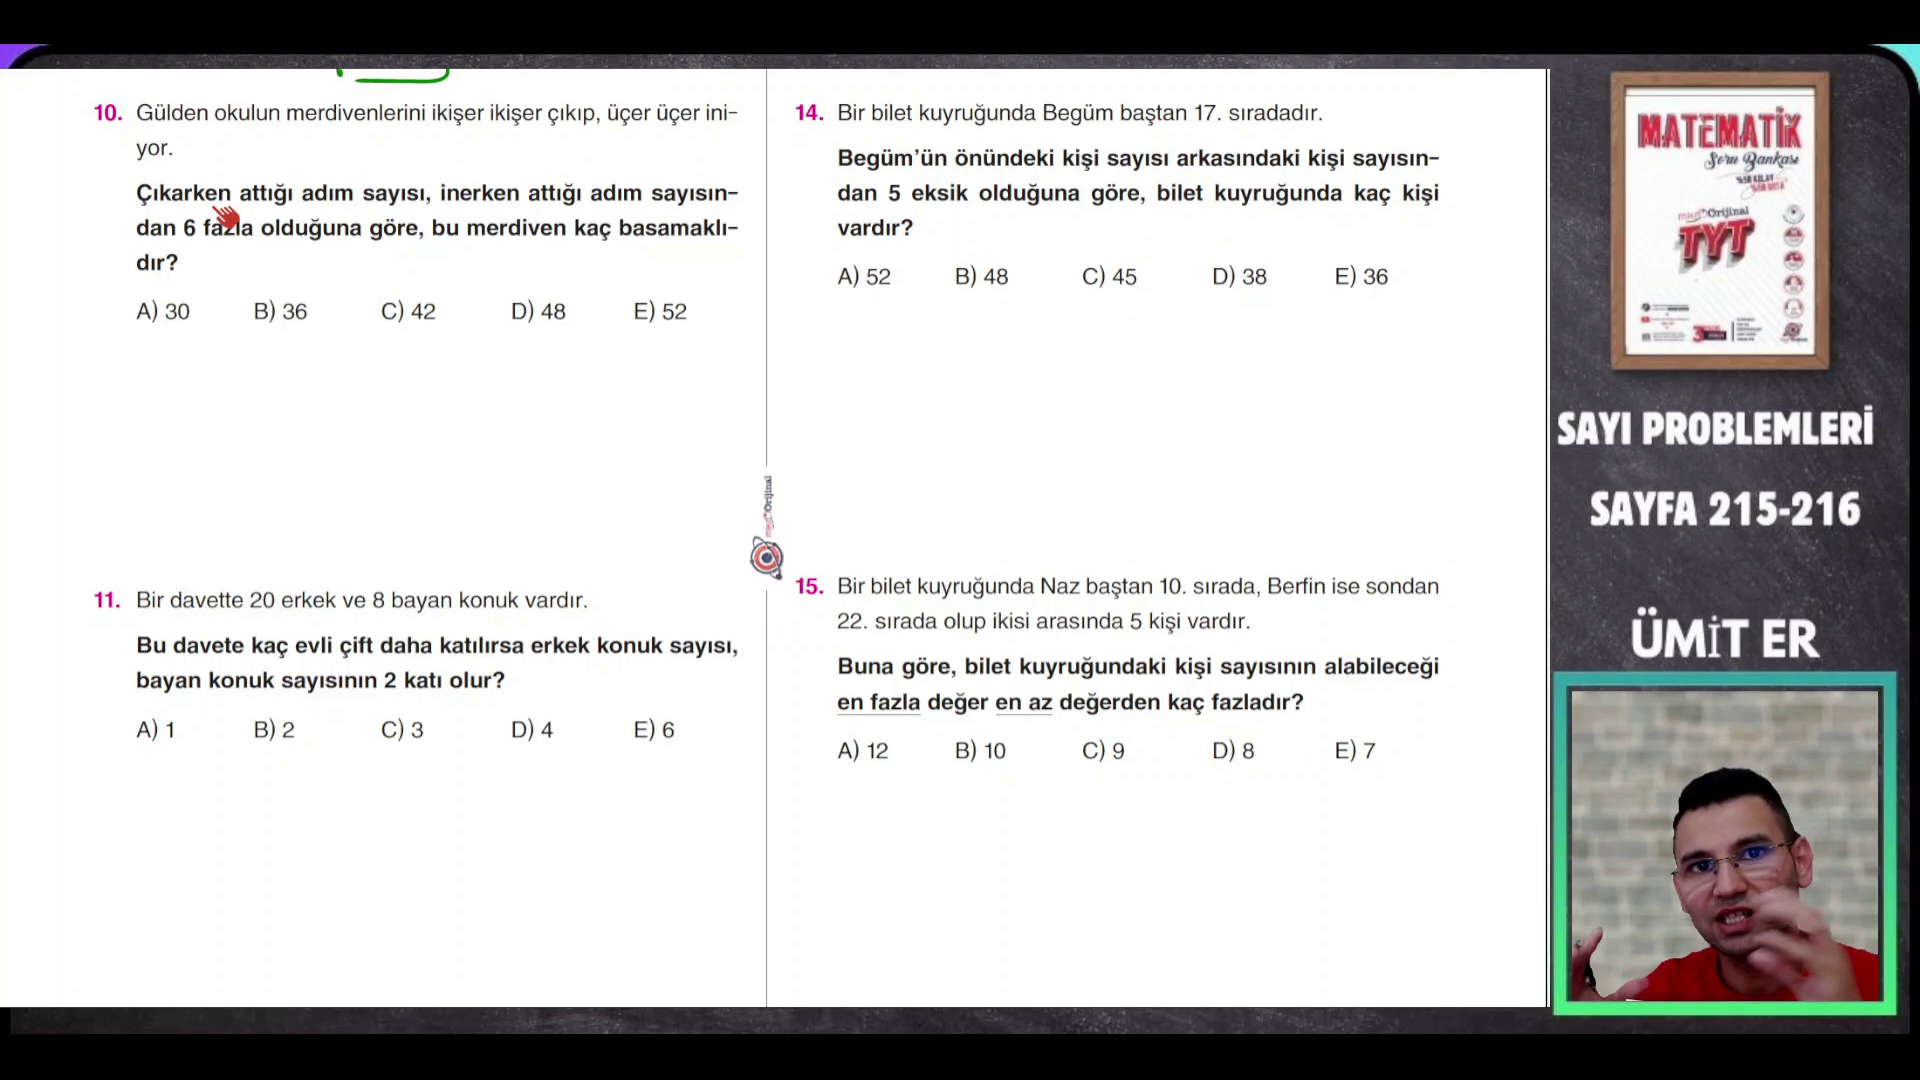 10. Gülden okulun merdivenlerini ikişer ikişer çıkıp, üçer üçer ini-
yor.
Çıkarken attığı adım sayısı, inerken attığı adım sayısın-
dan 6 fazla olduğuna göre, bu merdiven kaç basamaklı-
dır?
A) 30 B) 36 C) 42 D) 48 E) 52
11. Bir davette 20 erkek ve 8 bayan konuk vardır.
Bu davete kaç evli çift daha katılırsa erkek konuk sayısı,
bayan konuk sayısının 2 katı olur?
A) 1 B) 2 C) 3 D) 4 E) 6
Orijinal
14. Bir bilet kuyruğunda Begüm baştan 17. sıradadır.
Begüm'ün önündeki kişi sayısı arkasındaki kişi sayısın-
dan 5 eksik olduğuna göre, bilet kuyruğunda kaç kişi
vardır?
A) 52 B) 48 C) 45 D) 38 E) 36
15. Bir bilet kuyruğunda Naz baştan 10. sırada, Berfin ise sondan
22. sırada olup ikisi arasında 5 kişi vardır.
Buna göre, bilet kuyruğundaki kişi sayısının alabileceği
en fazla değer en az değerden kaç fazladır?
A) 12 B) 10 C) 9 D) 8 E) 7
MATEMATİK
Soru Bankası
Orijinal
TYT
SAYI PROBLEMLERİ
SAYFA 215-216
ÜMİT ER